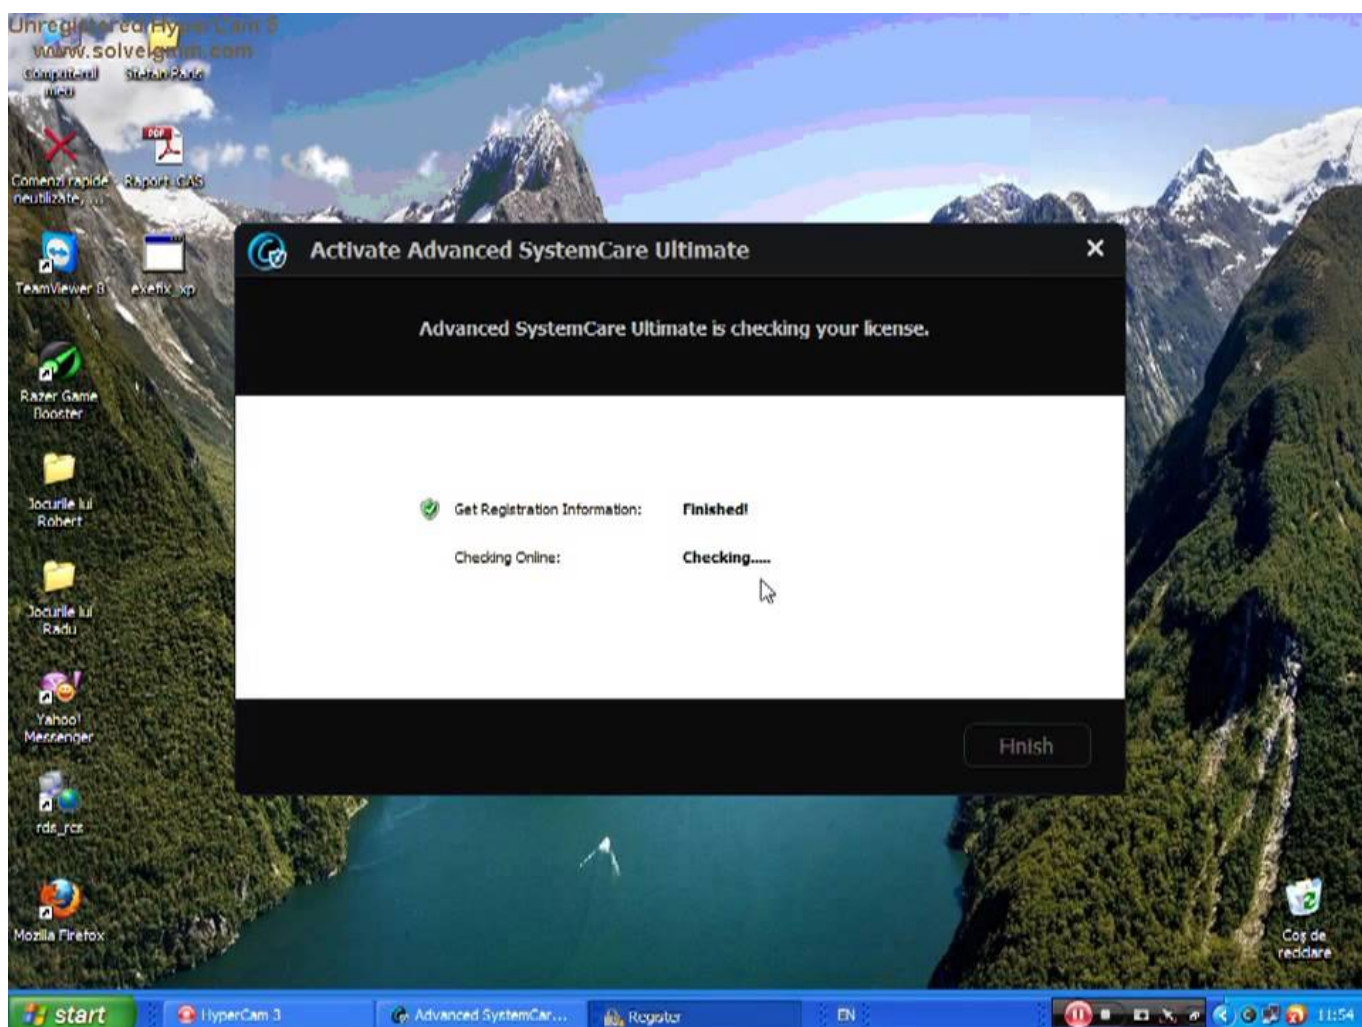 Unregistered HyperCam 3
www.solveigmm.com
Computerul
meu
Stefan Paris
Comenzi rapide
neutilizate, ...
PDF
Raport_CAS
TeamViewer 8
exefix_xp
Razer Game
Booster
Jocurile lui
Robert
Jocurile lui
Radu
Yahoo!
Messenger
rds_rcs
Mozilla Firefox
Activate Advanced SystemCare Ultimate
Advanced SystemCare Ultimate is checking your license.
Get Registration Information: Finished!
Checking Online: Checking.....
Finish
Coș de
reciclare
start
HyperCam 3
Advanced SystemCar...
Register
EN
11:54